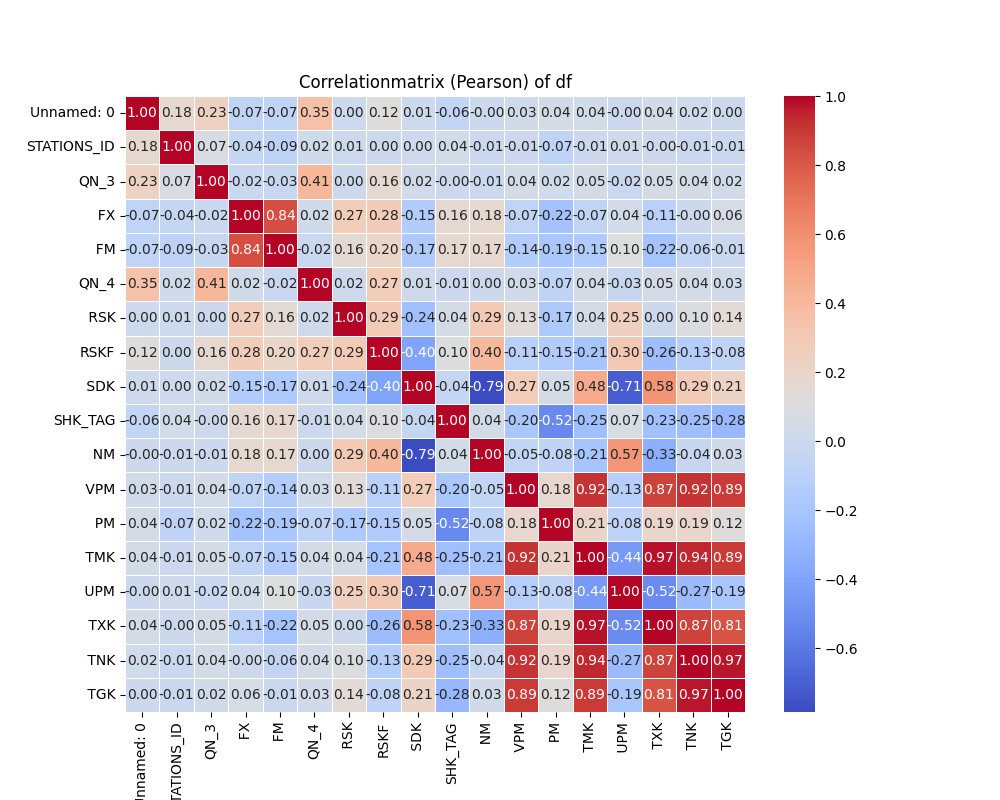 Correlationmatrix (Pearson) of df
Unnamed: 0 1.00 0.18 0.23 -0.07 -0.07 0.35 0.00 0.12 0.01 -0.06 -0.00 0.03 0.04 0.04 -0.00 0.04 0.02 0.00
STATIONS_ID 0.18 1.00 0.07 -0.04 -0.09 0.02 0.01 0.00 0.00 0.04 -0.01 -0.01 -0.07 -0.01 0.01 -0.00 -0.01 -0.01
QN_3 0.23 0.07 1.00 -0.02 -0.03 0.41 0.00 0.16 0.02 -0.00 -0.01 0.04 0.02 0.05 -0.02 0.05 0.04 0.02
FX -0.07 -0.04 -0.02 1.00 0.84 0.02 0.27 0.28 -0.15 0.16 0.18 -0.07 -0.22 -0.07 0.04 -0.11 -0.00 0.06
FM -0.07 -0.09 -0.03 0.84 1.00 -0.02 0.16 0.20 -0.17 0.17 0.17 -0.14 -0.19 -0.15 0.10 -0.22 -0.06 -0.01
QN_4 0.35 0.02 0.41 0.02 -0.02 1.00 0.02 0.27 0.01 -0.01 0.00 0.03 -0.07 0.04 -0.03 0.05 0.04 0.03
RSK 0.00 0.01 0.00 0.27 0.16 0.02 1.00 0.29 -0.24 0.04 0.29 0.13 -0.17 0.04 0.25 0.00 0.10 0.14
RSKF 0.12 0.00 0.16 0.28 0.20 0.27 0.29 1.00 -0.40 0.10 0.40 -0.11 -0.15 -0.21 0.30 -0.26 -0.13 -0.08
SDK 0.01 0.00 0.02 -0.15 -0.17 0.01 -0.24 -0.40 1.00 -0.04 -0.79 0.27 0.05 0.48 -0.71 0.58 0.29 0.21
SHK_TAG -0.06 0.04 -0.00 0.16 0.17 -0.01 0.04 0.10 -0.04 1.00 0.04 -0.20 -0.52 -0.25 0.07 -0.23 -0.25 -0.28
NM -0.00 -0.01 -0.01 0.18 0.17 0.00 0.29 0.40 -0.79 0.04 1.00 -0.05 -0.08 -0.21 0.57 -0.33 -0.04 0.03
VPM 0.03 -0.01 0.04 -0.07 -0.14 0.03 0.13 -0.11 0.27 -0.20 -0.05 1.00 0.18 0.92 -0.13 0.87 0.92 0.89
PM 0.04 -0.07 0.02 -0.22 -0.19 -0.07 -0.17 -0.15 0.05 -0.52 -0.08 0.18 1.00 0.21 -0.08 0.19 0.19 0.12
TMK 0.04 -0.01 0.05 -0.07 -0.15 0.04 0.04 -0.21 0.48 -0.25 -0.21 0.92 0.21 1.00 -0.44 0.97 0.94 0.89
UPM -0.00 0.01 -0.02 0.04 0.10 -0.03 0.25 0.30 -0.71 0.07 0.57 -0.13 -0.08 -0.44 1.00 -0.52 -0.27 -0.19
TXK 0.04 -0.00 0.05 -0.11 -0.22 0.05 0.00 -0.26 0.58 -0.23 -0.33 0.87 0.19 0.97 -0.52 1.00 0.87 0.81
TNK 0.02 -0.01 0.04 -0.00 -0.06 0.04 0.10 -0.13 0.29 -0.25 -0.04 0.92 0.19 0.94 -0.27 0.87 1.00 0.97
TGK 0.00 -0.01 0.02 0.06 -0.01 0.03 0.14 -0.08 0.21 -0.28 0.03 0.89 0.12 0.89 -0.19 0.81 0.97 1.00
nnamed: 0 TATIONS_ID QN_3 FX FM QN_4 RSK RSKF SDK SHK_TAG NM VPM PM TMK UPM TXK TNK TGK
1.0
0.8
0.6
0.4
0.2
0.0
−0.2
−0.4
−0.6